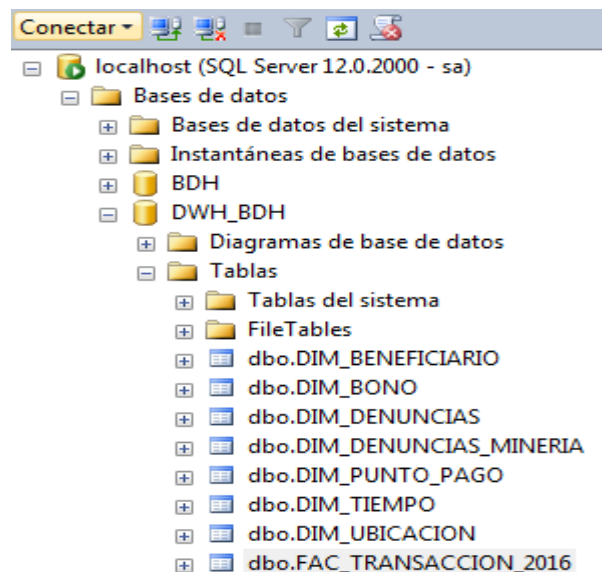 Conectar
localhost (SQL Server 12.0.2000 - sa)
Bases de datos
Bases de datos del sistema
Instantáneas de bases de datos
BDH
DWH_BDH
Diagramas de base de datos
Tablas
Tablas del sistema
FileTables
dbo.DIM_BENEFICIARIO
dbo.DIM_BONO
dbo.DIM_DENUNCIAS
dbo.DIM_DENUNCIAS_MINERIA
dbo.DIM_PUNTO_PAGO
dbo.DIM_TIEMPO
dbo.DIM_UBICACION
dbo.FAC_TRANSACCION_2016